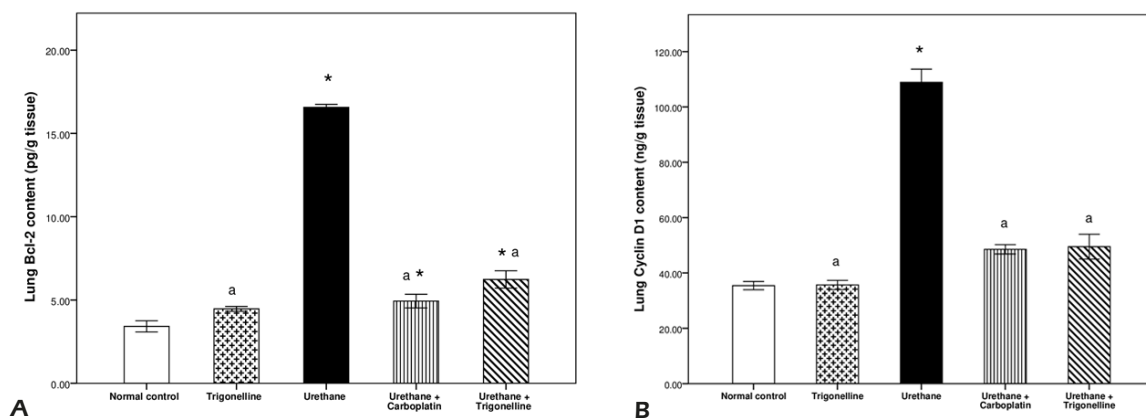 Lung Bcl-2 content (pg/g tissue)
20.00
15.00
10.00
5.00
0.00
*
a
a *
* a
Normal control
Trigonelline
Urethane
Urethane +
Carboplatin
Urethane +
Trigonelline
A
Lung Cyclin D1 content (ng/g tissue)
120.00
100.00
80.00
60.00
40.00
20.00
0.00
*
a
a
a
Normal control
Trigonelline
Urethane
Urethane +
Carboplatin
Urethane +
Trigonelline
B